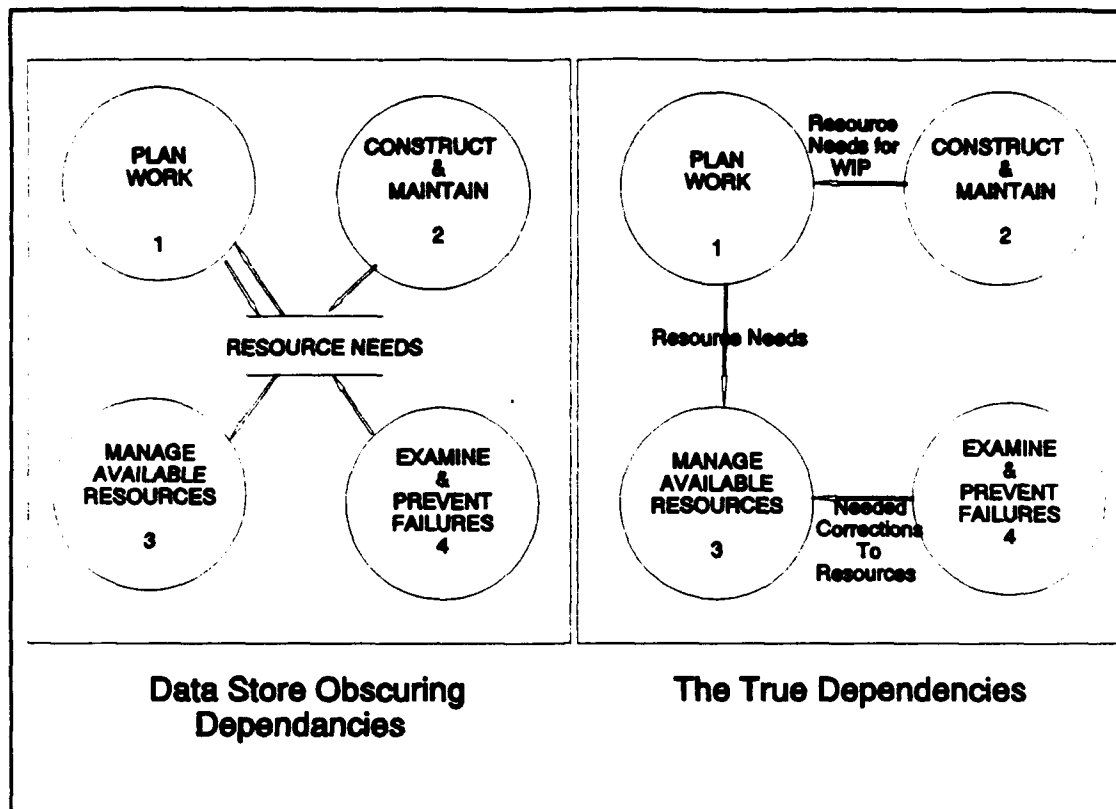 PLAN
WORK
1
CONSTRUCT
&
MAINTAIN
2
RESOURCE NEEDS
MANAGE
AVAILABLE
RESOURCES
3
EXAMINE
&
PREVENT
FAILURES
4
Data Store Obscuring
Dependancies
PLAN
WORK
1
Resource
Needs for
WIP
CONSTRUCT
&
MAINTAIN
2
Resource Needs
MANAGE
AVAILABLE
RESOURCES
3
Needed
Corrections
To
Resources
EXAMINE
&
PREVENT
FAILURES
4
The True Dependencies